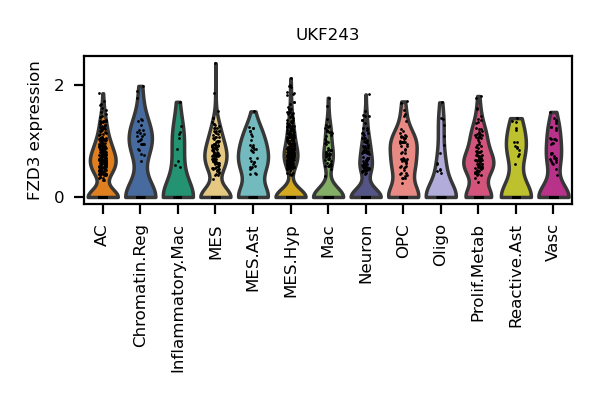 UKF243
FZD3 expression
2
0
AC
Chromatin.Reg
Inflammatory.Mac
MES
MES.Ast
MES.Hyp
Mac
Neuron
OPC
Oligo
Prolif.Metab
Reactive.Ast
Vasc